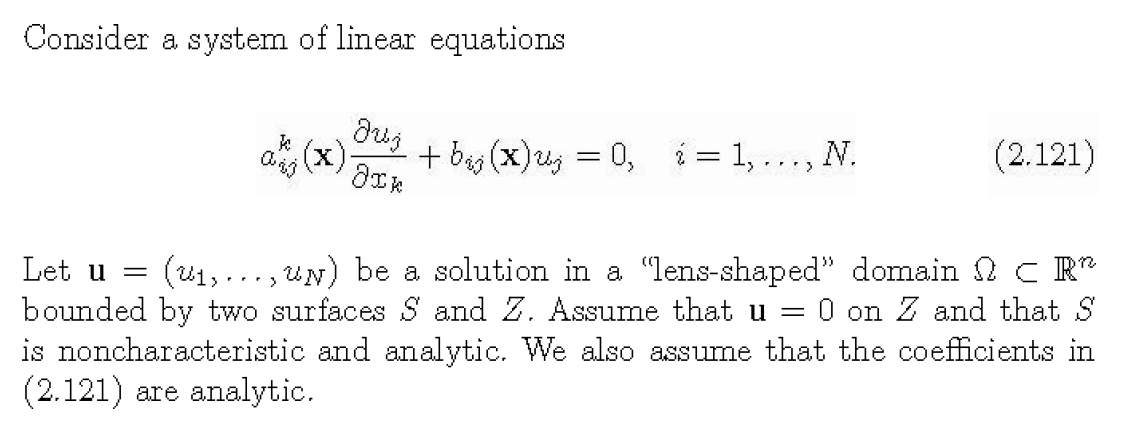 Consider a system of linear equations
a^k_{ij}(𝐱) ∂u_j/∂x_k + b_{ij}(𝐱)u_j = 0,   i = 1, . . . , N.   (2.121)
Let 𝐮 = (u_1, . . . , u_N) be a solution in a “lens-shaped” domain Ω ⊂ ℝ^n
bounded by two surfaces S and Z. Assume that 𝐮 = 0 on Z and that S
is noncharacteristic and analytic. We also assume that the coefficients in
(2.121) are analytic.